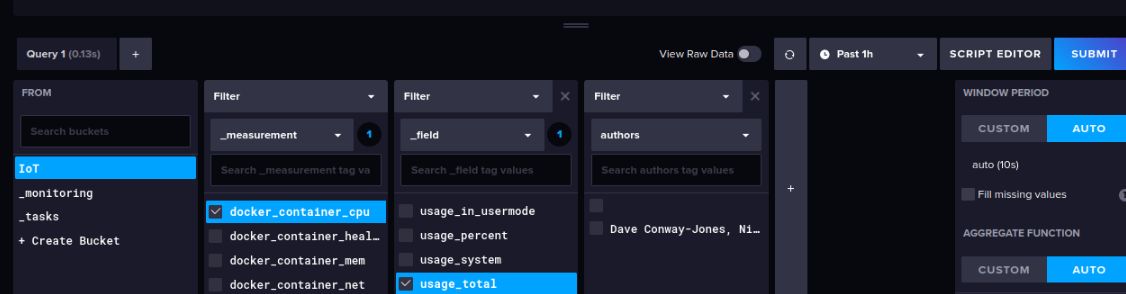 Query 1 (0.13s)
+
View Raw Data
Past 1h
SCRIPT EDITOR
SUBMIT
FROM
Search buckets
IoT
_monitoring
_tasks
+ Create Bucket
Filter
_measurement
1
Search _measurement tag va
docker_container_cpu
docker_container_heal…
docker_container_mem
docker_container_net
Filter
_field
1
Search _field tag values
usage_in_usermode
usage_percent
usage_system
usage_total
Filter
authors
Search authors tag values
Dave Conway-Jones, Ni…
+
WINDOW PERIOD
CUSTOM
AUTO
auto (10s)
Fill missing values
AGGREGATE FUNCTION
CUSTOM
AUTO